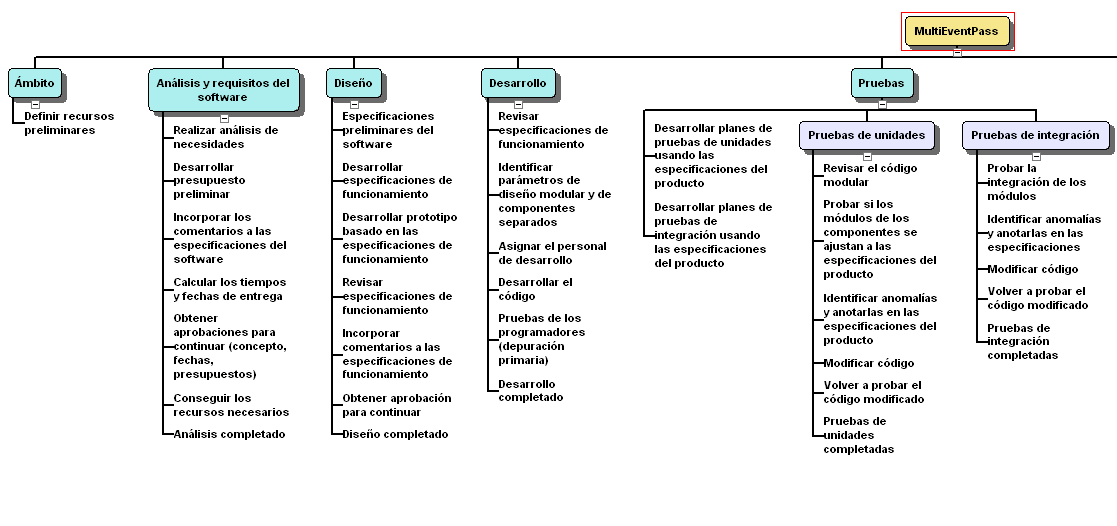 MultiEventPass
Ámbito
Definir recursos
preliminares
Análisis y requisitos del
software
Realizar análisis de
necesidades
Desarrollar
presupuesto
preliminar
Incorporar los
comentarios a las
especificaciones del
software
Calcular los tiempos
y fechas de entrega
Obtener
aprobaciones para
continuar (concepto,
fechas,
presupuestos)
Conseguir los
recursos necesarios
Análisis completado
Diseño
Especificaciones
preliminares del
software
Desarrollar
especificaciones de
funcionamiento
Desarrollar prototipo
basado en las
especificaciones de
funcionamiento
Revisar
especificaciones de
funcionamiento
Incorporar
comentarios a las
especificaciones de
funcionamiento
Obtener aprobación
para continuar
Diseño completado
Desarrollo
Revisar
especificaciones de
funcionamiento
Identificar
parámetros de
diseño modular y de
componentes
separados
Asignar el personal
de desarrollo
Desarrollar el
código
Pruebas de los
programadores
(depuración
primaria)
Desarrollo
completado
Pruebas
Desarrollar planes de
pruebas de unidades
usando las
especificaciones del
producto
Desarrollar planes de
pruebas de
integración usando
las especificaciones
del producto
Pruebas de unidades
Revisar el código
modular
Probar si los
módulos de los
componentes se
ajustan a las
especificaciones del
producto
Identificar anomalías
y anotarlas en las
especificaciones del
producto
Modificar código
Volver a probar el
código modificado
Pruebas de
unidades
completadas
Pruebas de integración
Probar la
integración de los
módulos
Identificar anomalías
y anotarlas en las
especificaciones
Modificar código
Volver a probar el
código modificado
Pruebas de
integración
completadas